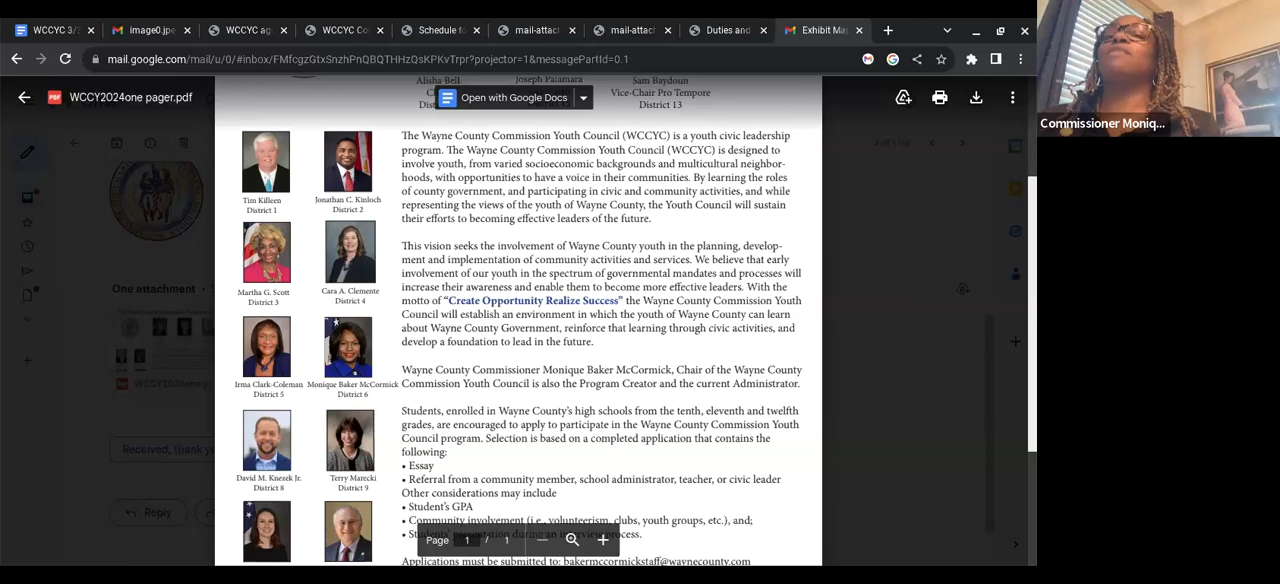 WCCYC 3/
image0.jpe
WCCYC ag
WCCYC Co
Schedule fo
mail-attach
mail-attach
Duties and
Exhibit Ma
mail.google.com/mail/u/0/#inbox/FMfcgzGtxSnzhPnQBQTHHzQsKPKvTrpr?projector=1&messagePartId=0.1
WCCY2024one pager.pdf
Open with Google Docs
Alisha Bell
Joseph Palamara
Sam Baydoun
Vice-Chair Pro Tempore
District 13
Tim Killeen
District 1
Jonathan C. Kinloch
District 2
Martha G. Scott
District 3
Cara A. Clemente
District 4
Irma Clark-Coleman
District 5
Monique Baker McCormick
District 6
David M. Knezek Jr.
District 8
Terry Marecki
District 9
The Wayne County Commission Youth Council (WCCYC) is a youth civic leadership
program. The Wayne County Commission Youth Council (WCCYC) is designed to
involve youth, from varied socioeconomic backgrounds and multicultural neighbor-
hoods, with opportunities to have a voice in their communities. By learning the roles
of county government, and participating in civic and community activities, and while
representing the views of the youth of Wayne County, the Youth Council will sustain
their efforts to becoming effective leaders of the future.
This vision seeks the involvement of Wayne County youth in the planning, develop-
ment and implementation of community activities and services. We believe that early
involvement of our youth in the spectrum of governmental mandates and processes will
increase their awareness and enable them to become more effective leaders. With the
motto of “Create Opportunity Realize Success” the Wayne County Commission Youth
Council will establish an environment in which the youth of Wayne County can learn
about Wayne County Government, reinforce that learning through civic activities, and
develop a foundation to lead in the future.
Wayne County Commissioner Monique Baker McCormick, Chair of the Wayne County
Commission Youth Council is also the Program Creator and the current Administrator.
Students, enrolled in Wayne County’s high schools from the tenth, eleventh and twelfth
grades, are encouraged to apply to participate in the Wayne County Commission Youth
Council program. Selection is based on a completed application that contains the
following:
• Essay
• Referral from a community member, school administrator, teacher, or civic leader
Other considerations may include
• Student’s GPA
• Community involvement (i.e., volunteerism, clubs, youth groups, etc.), and;
• Students’ presentation during an interview process.
Applications must be submitted to: bakermccormickstaff@waynecounty.com
Page 1 / 1
One attachment
WCCY2024one p
Received, thank y
Reply
Commissioner Moniq...